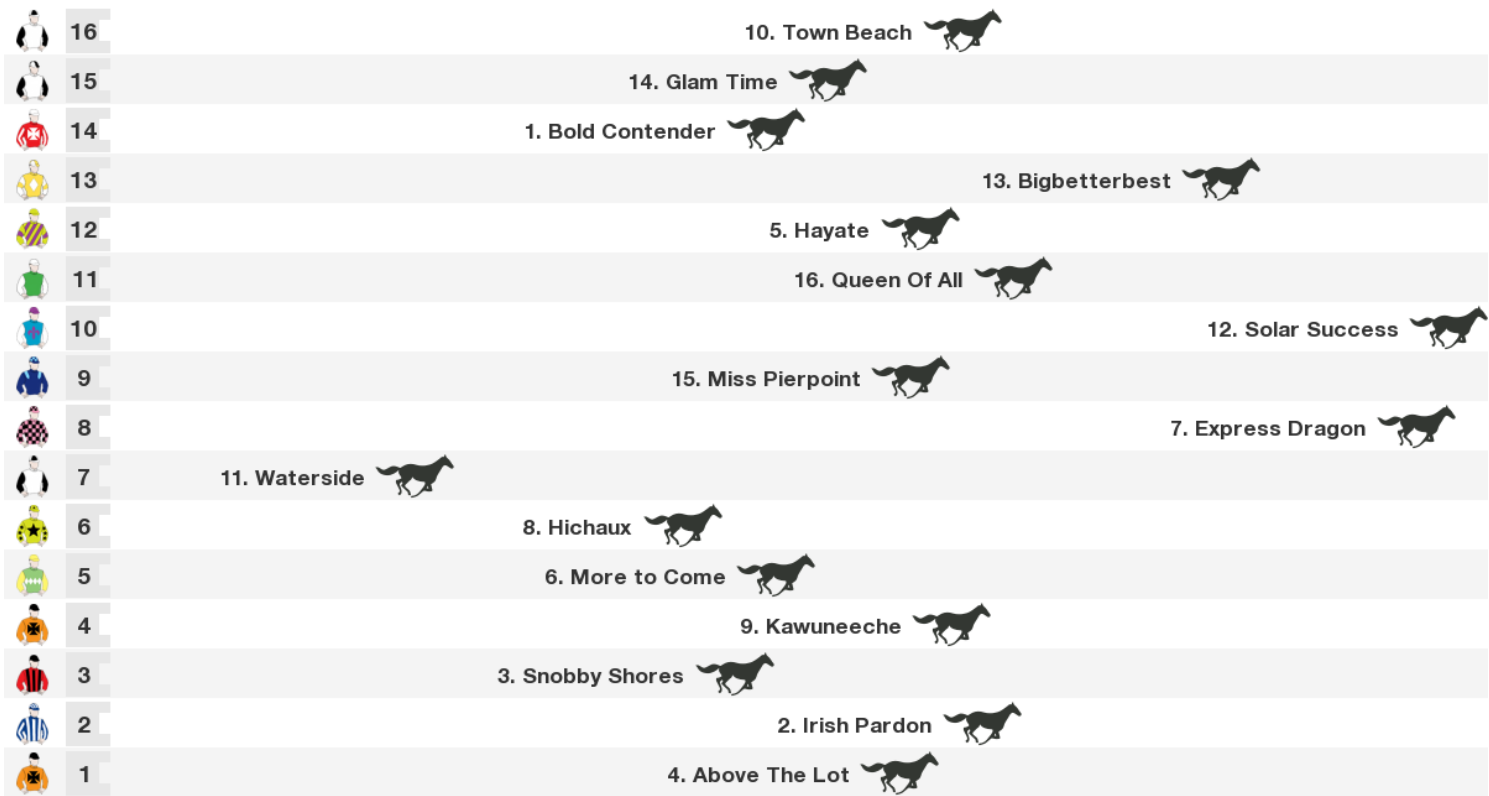 16 10. Town Beach
15 14. Glam Time
14 1. Bold Contender
13 13. Bigbetterbest
12 5. Hayate
11 16. Queen Of All
10 12. Solar Success
9 15. Miss Pierpoint
8 7. Express Dragon
7 11. Waterside
6 8. Hichaux
5 6. More to Come
4 9. Kawuneeche
3 3. Snobby Shores
2 2. Irish Pardon
1 4. Above The Lot